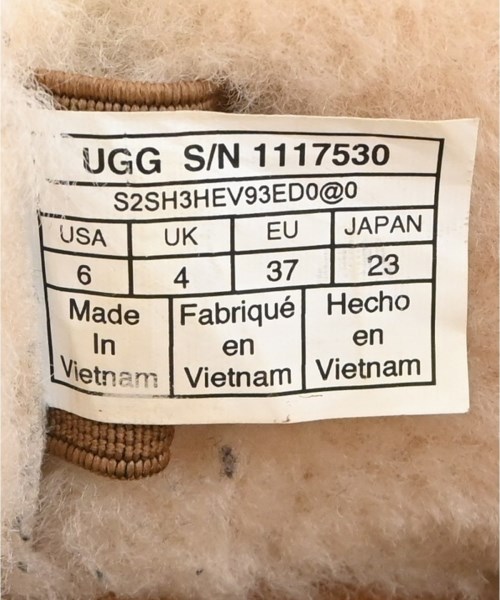 UGG S/N 1117530
S2SH3HEV93ED0@0
USA UK EU JAPAN
6 4 37 23
Made Fabriqué Hecho
In en en
Vietnam Vietnam Vietnam